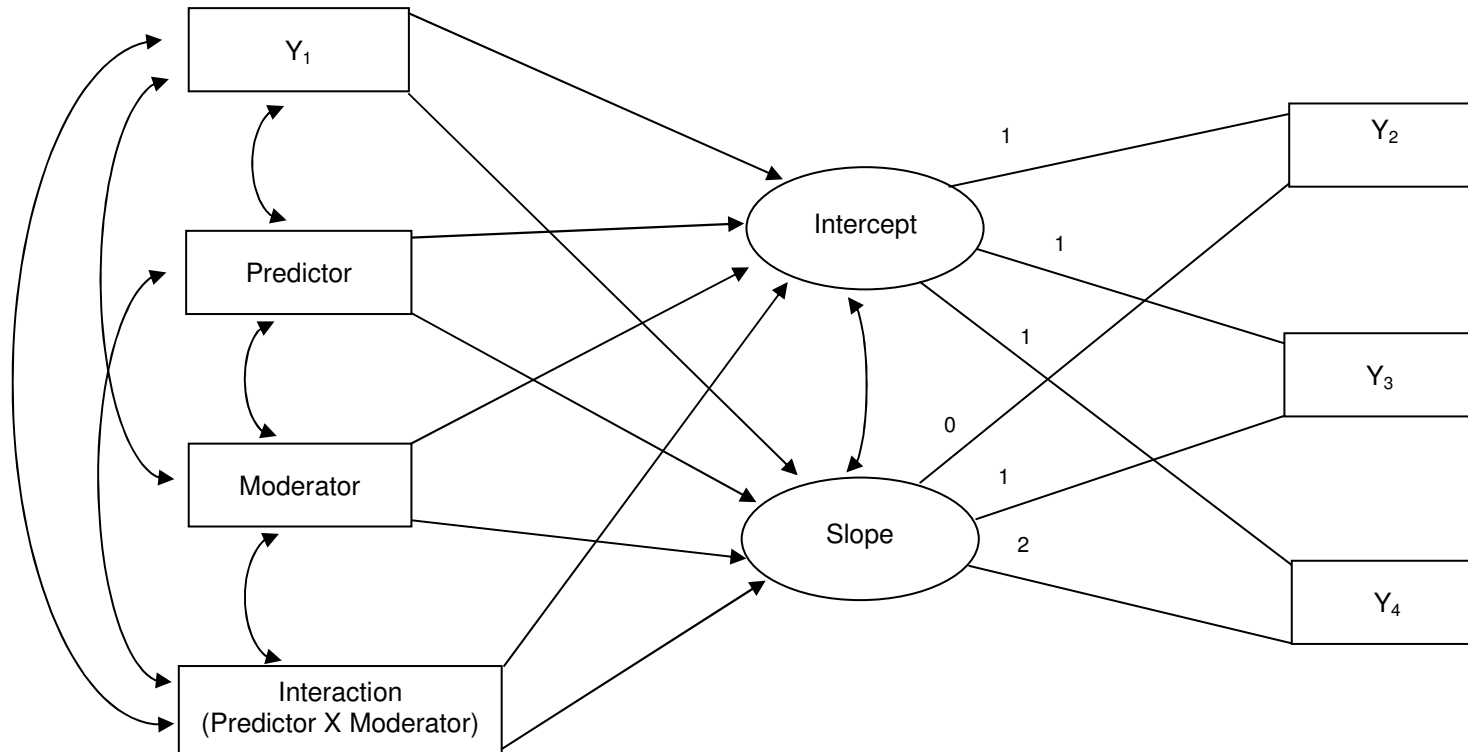 Y₁
Predictor
Moderator
Interaction
(Predictor X Moderator)
Intercept
Slope
1
1
1
0
1
2
Y₂
Y₃
Y₄